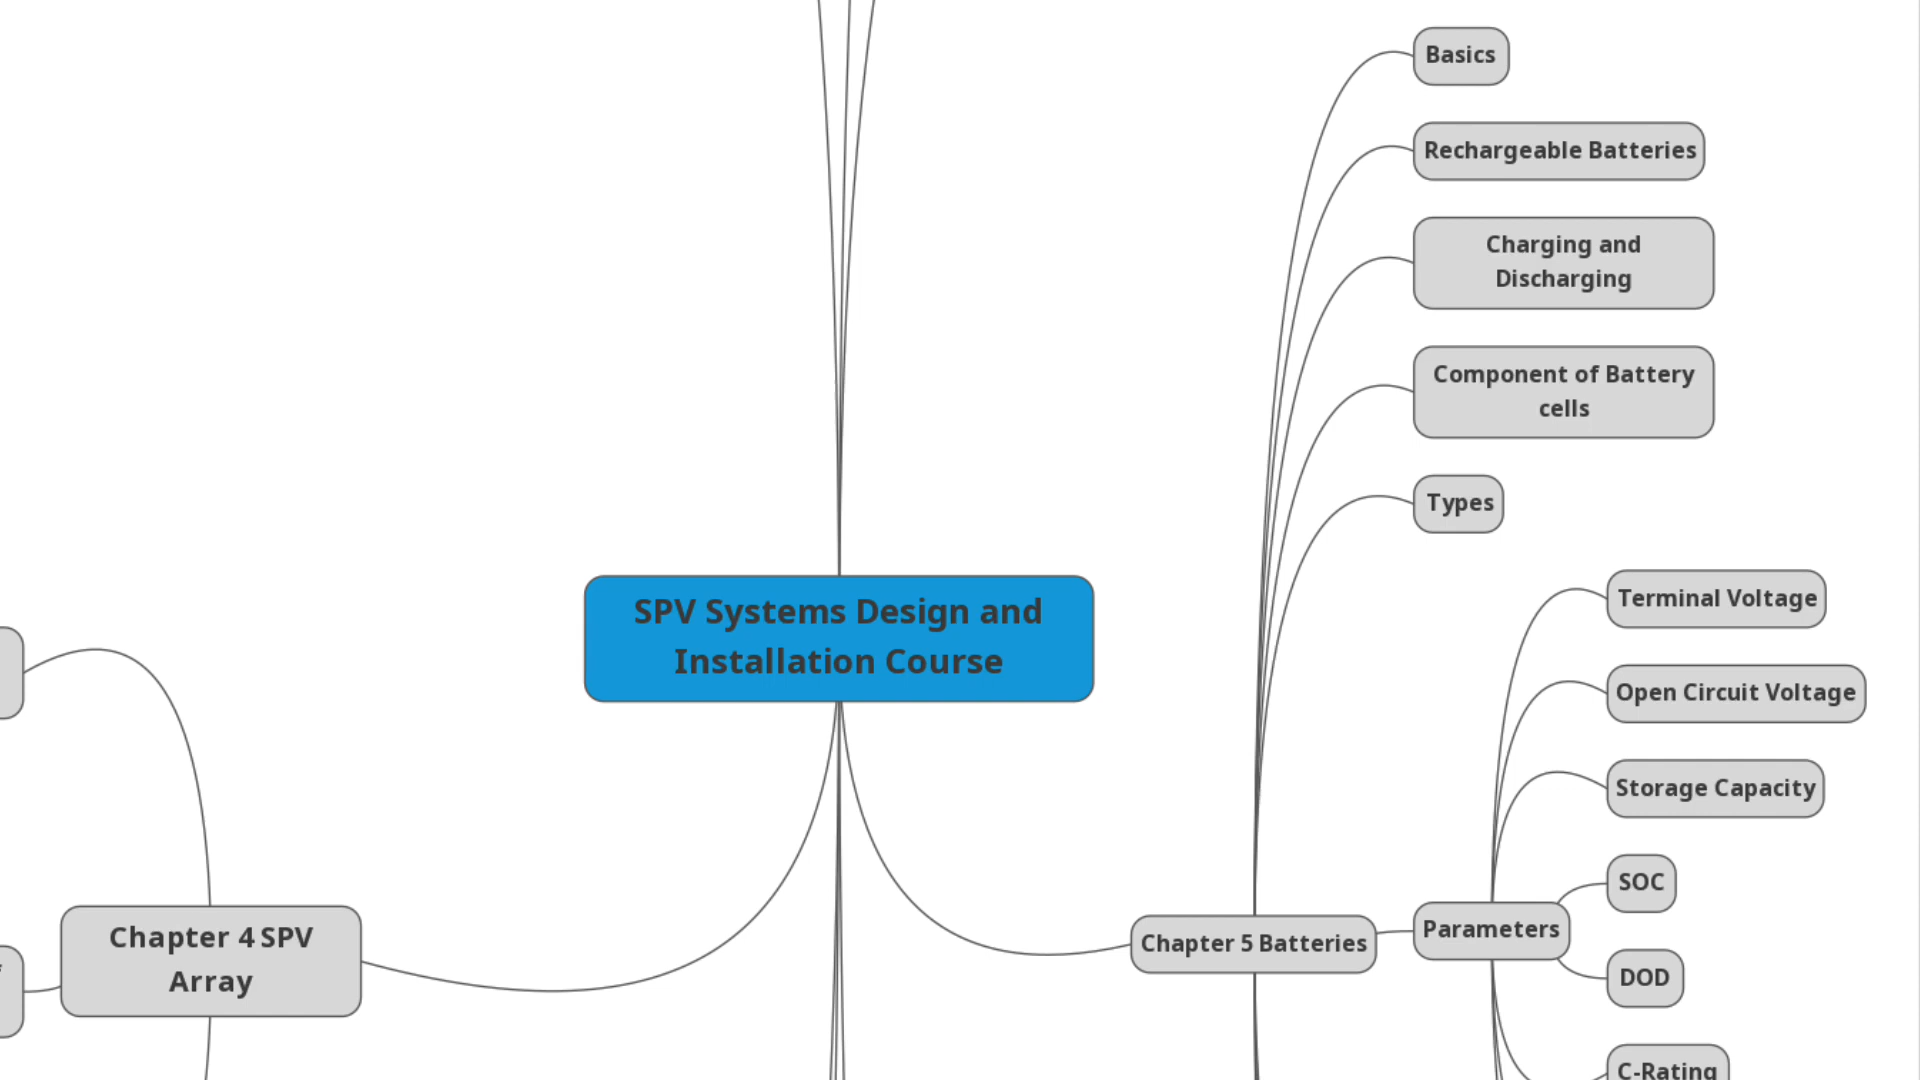 Basics
Rechargeable Batteries
Charging and
Discharging
Component of Battery
cells
Types
SPV Systems Design and
Installation Course
Terminal Voltage
Open Circuit Voltage
Storage Capacity
SOC
Chapter 4 SPV
Array
Chapter 5 Batteries
Parameters
DOD
C-Rating